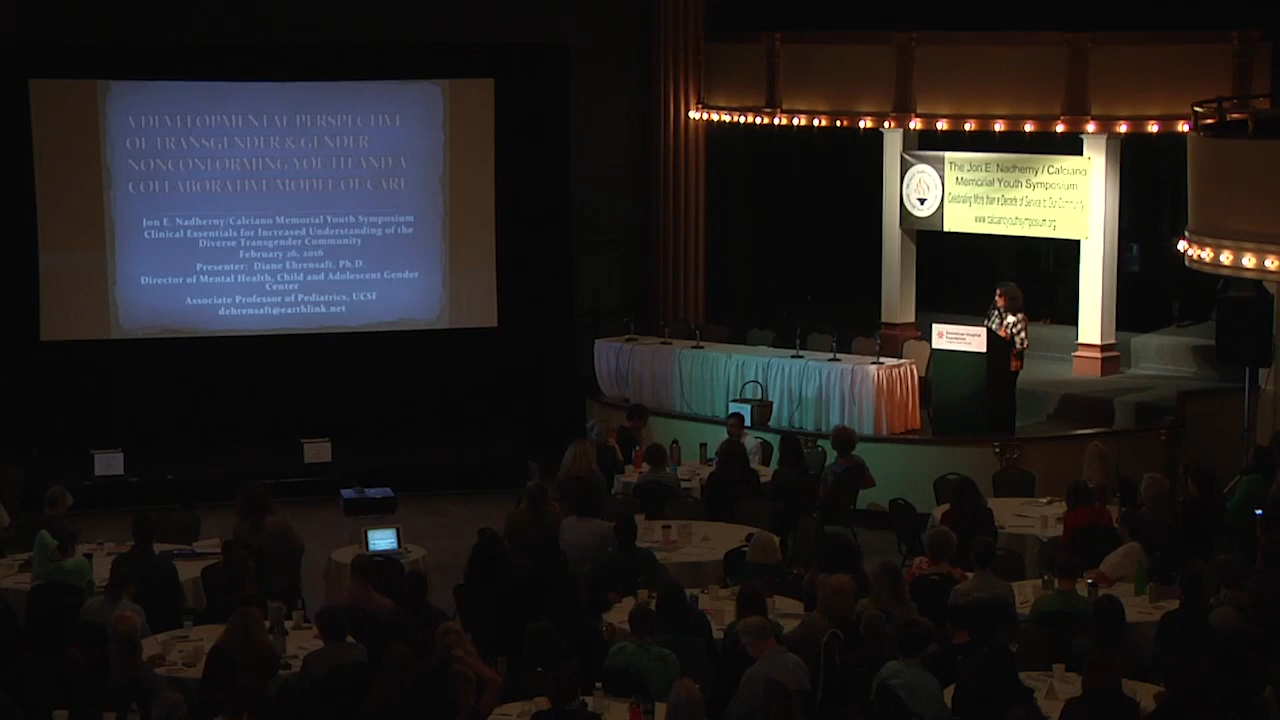 A DEVELOPMENTAL PERSPECTIVE
OF TRANSGENDER & GENDER
NONCONFORMING YOUTH AND A
COLLABORATIVE MODEL OF CARE
Jon E. Nadherny/Calciano Memorial Youth Symposium
Clinical Essentials for Increased Understanding of the
Diverse Transgender Community
February 26, 2016
Presenter: Diane Ehrensaft, Ph.D.
Director of Mental Health, Child and Adolescent Gender
Center
Associate Professor of Pediatrics, UCSF
dehrensaft@earthlink.net
The Jon E. Nadherny / Calciano
Memorial Youth Symposium
Celebrating More than a Decade of Service to Our Community
www.calcianoyouthsymposium.org
Dominican Hospital
Foundation